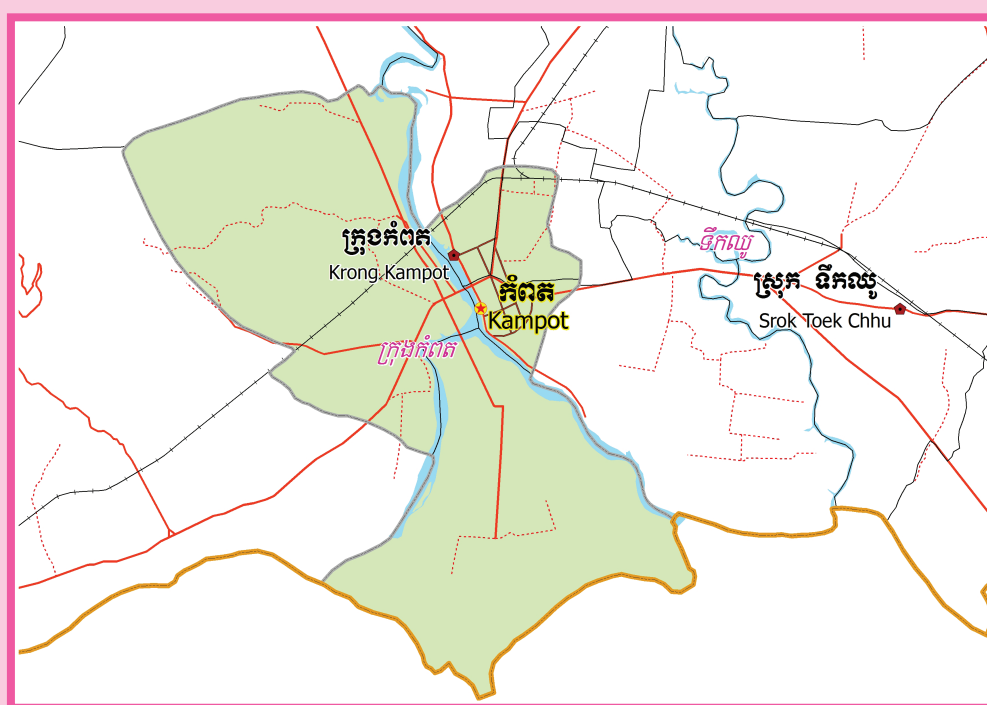 ទឹកឈូ
ក្រុងកំពត
Krong Kampot
ស្រុក ទឹកឈូ
Srok Toek Chhu
កំពត
Kampot
ក្រុងកំពត